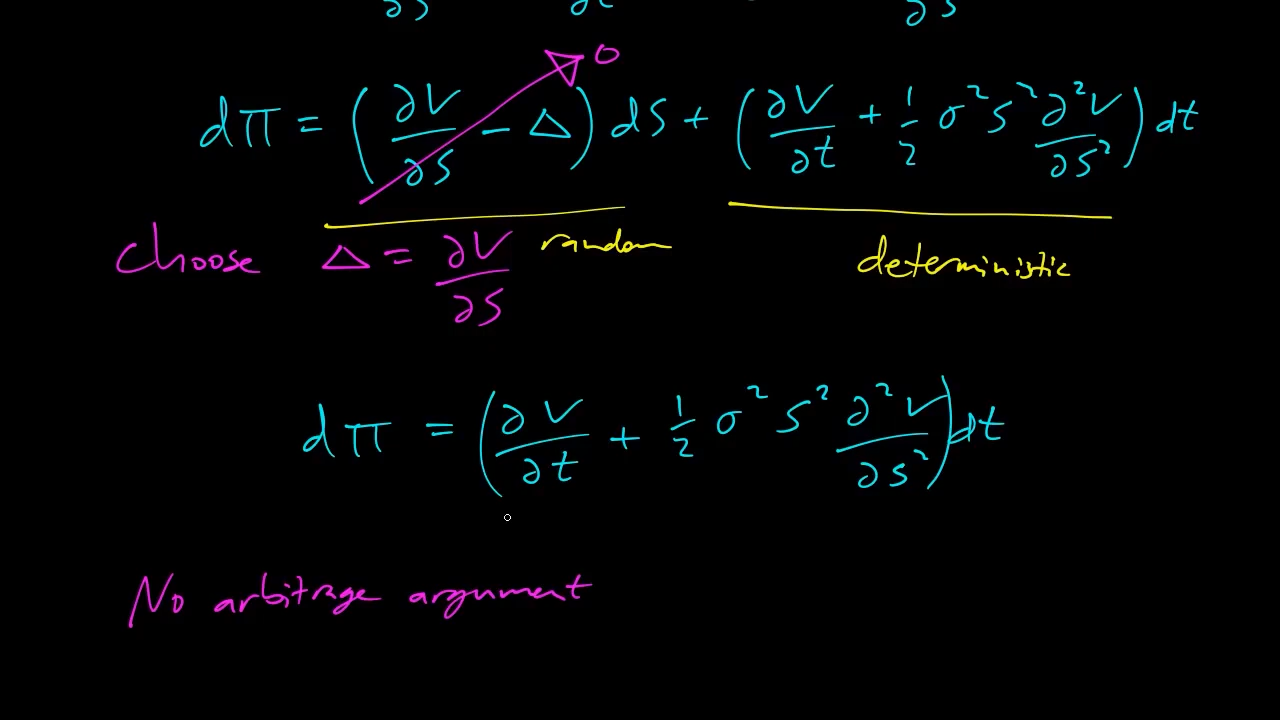 ∂S ∂t ∂S
0
dΠ = (∂V/∂S − Δ) dS + (∂V/∂t + 1/2 σ² S² ∂²V/∂S²) dt
Choose Δ = ∂V/∂S random deterministic
dΠ = (∂V/∂t + 1/2 σ² S² ∂²V/∂S²) dt
No arbitrage argument